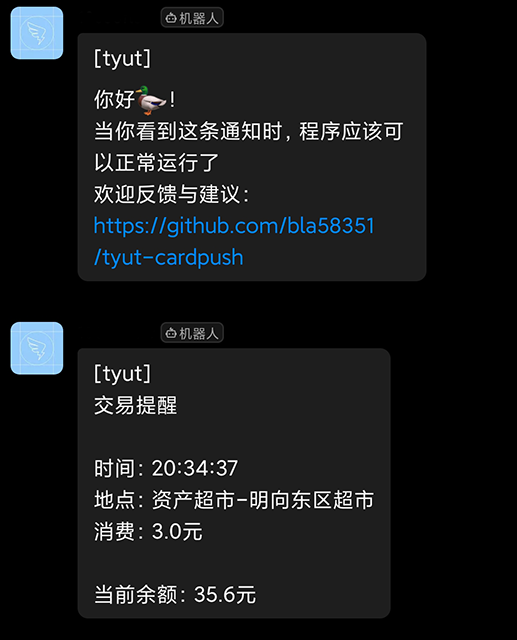 机器人
[tyut]
你好🦆!
当你看到这条通知时, 程序应该可
以正常运行了
欢迎反馈与建议:
https://github.com/bla58351
/tyut-cardpush
机器人
[tyut]
交易提醒
时间: 20:34:37
地点: 资产超市-明向东区超市
消费: 3.0元
当前余额: 35.6元